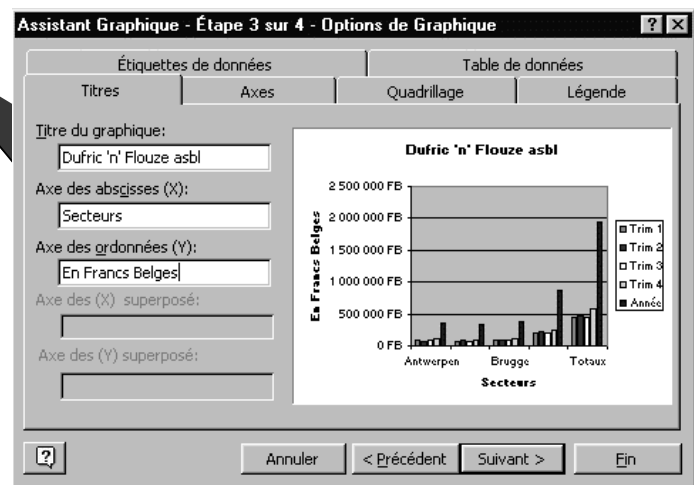 Assistant Graphique - Étape 3 sur 4 - Options de Graphique
Étiquettes de données
Table de données
Titres
Axes
Quadrillage
Légende
Titre du graphique:
Dufric 'n' Flouze asbl
Axe des abscisses (X):
Secteurs
Axe des ordonnées (Y):
En Francs Belges
Axe des (X) superposé:
Axe des (Y) superposé:
Dufric 'n' Flouze asbl
En Francs Belges
2 500 000 FB
2 000 000 FB
1 500 000 FB
1 000 000 FB
500 000 FB
0 FB
Antwerpen
Brugge
Totaux
Secteurs
Trim 1
Trim 2
Trim 3
Trim 4
Année
Annuler
< Précédent
Suivant >
Fin